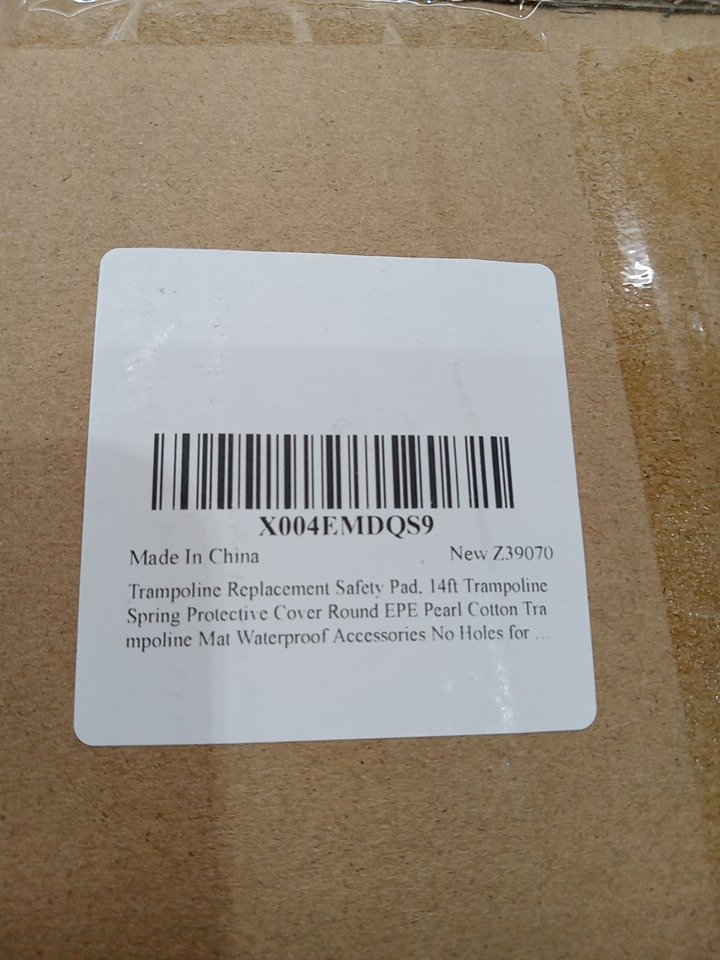 X004EMDQS9
Made In China New Z39070
Trampoline Replacement Safety Pad, 14ft Trampoline
Spring Protective Cover Round EPE Pearl Cotton Tra
mpoline Mat Waterproof Accessories No Holes for ...